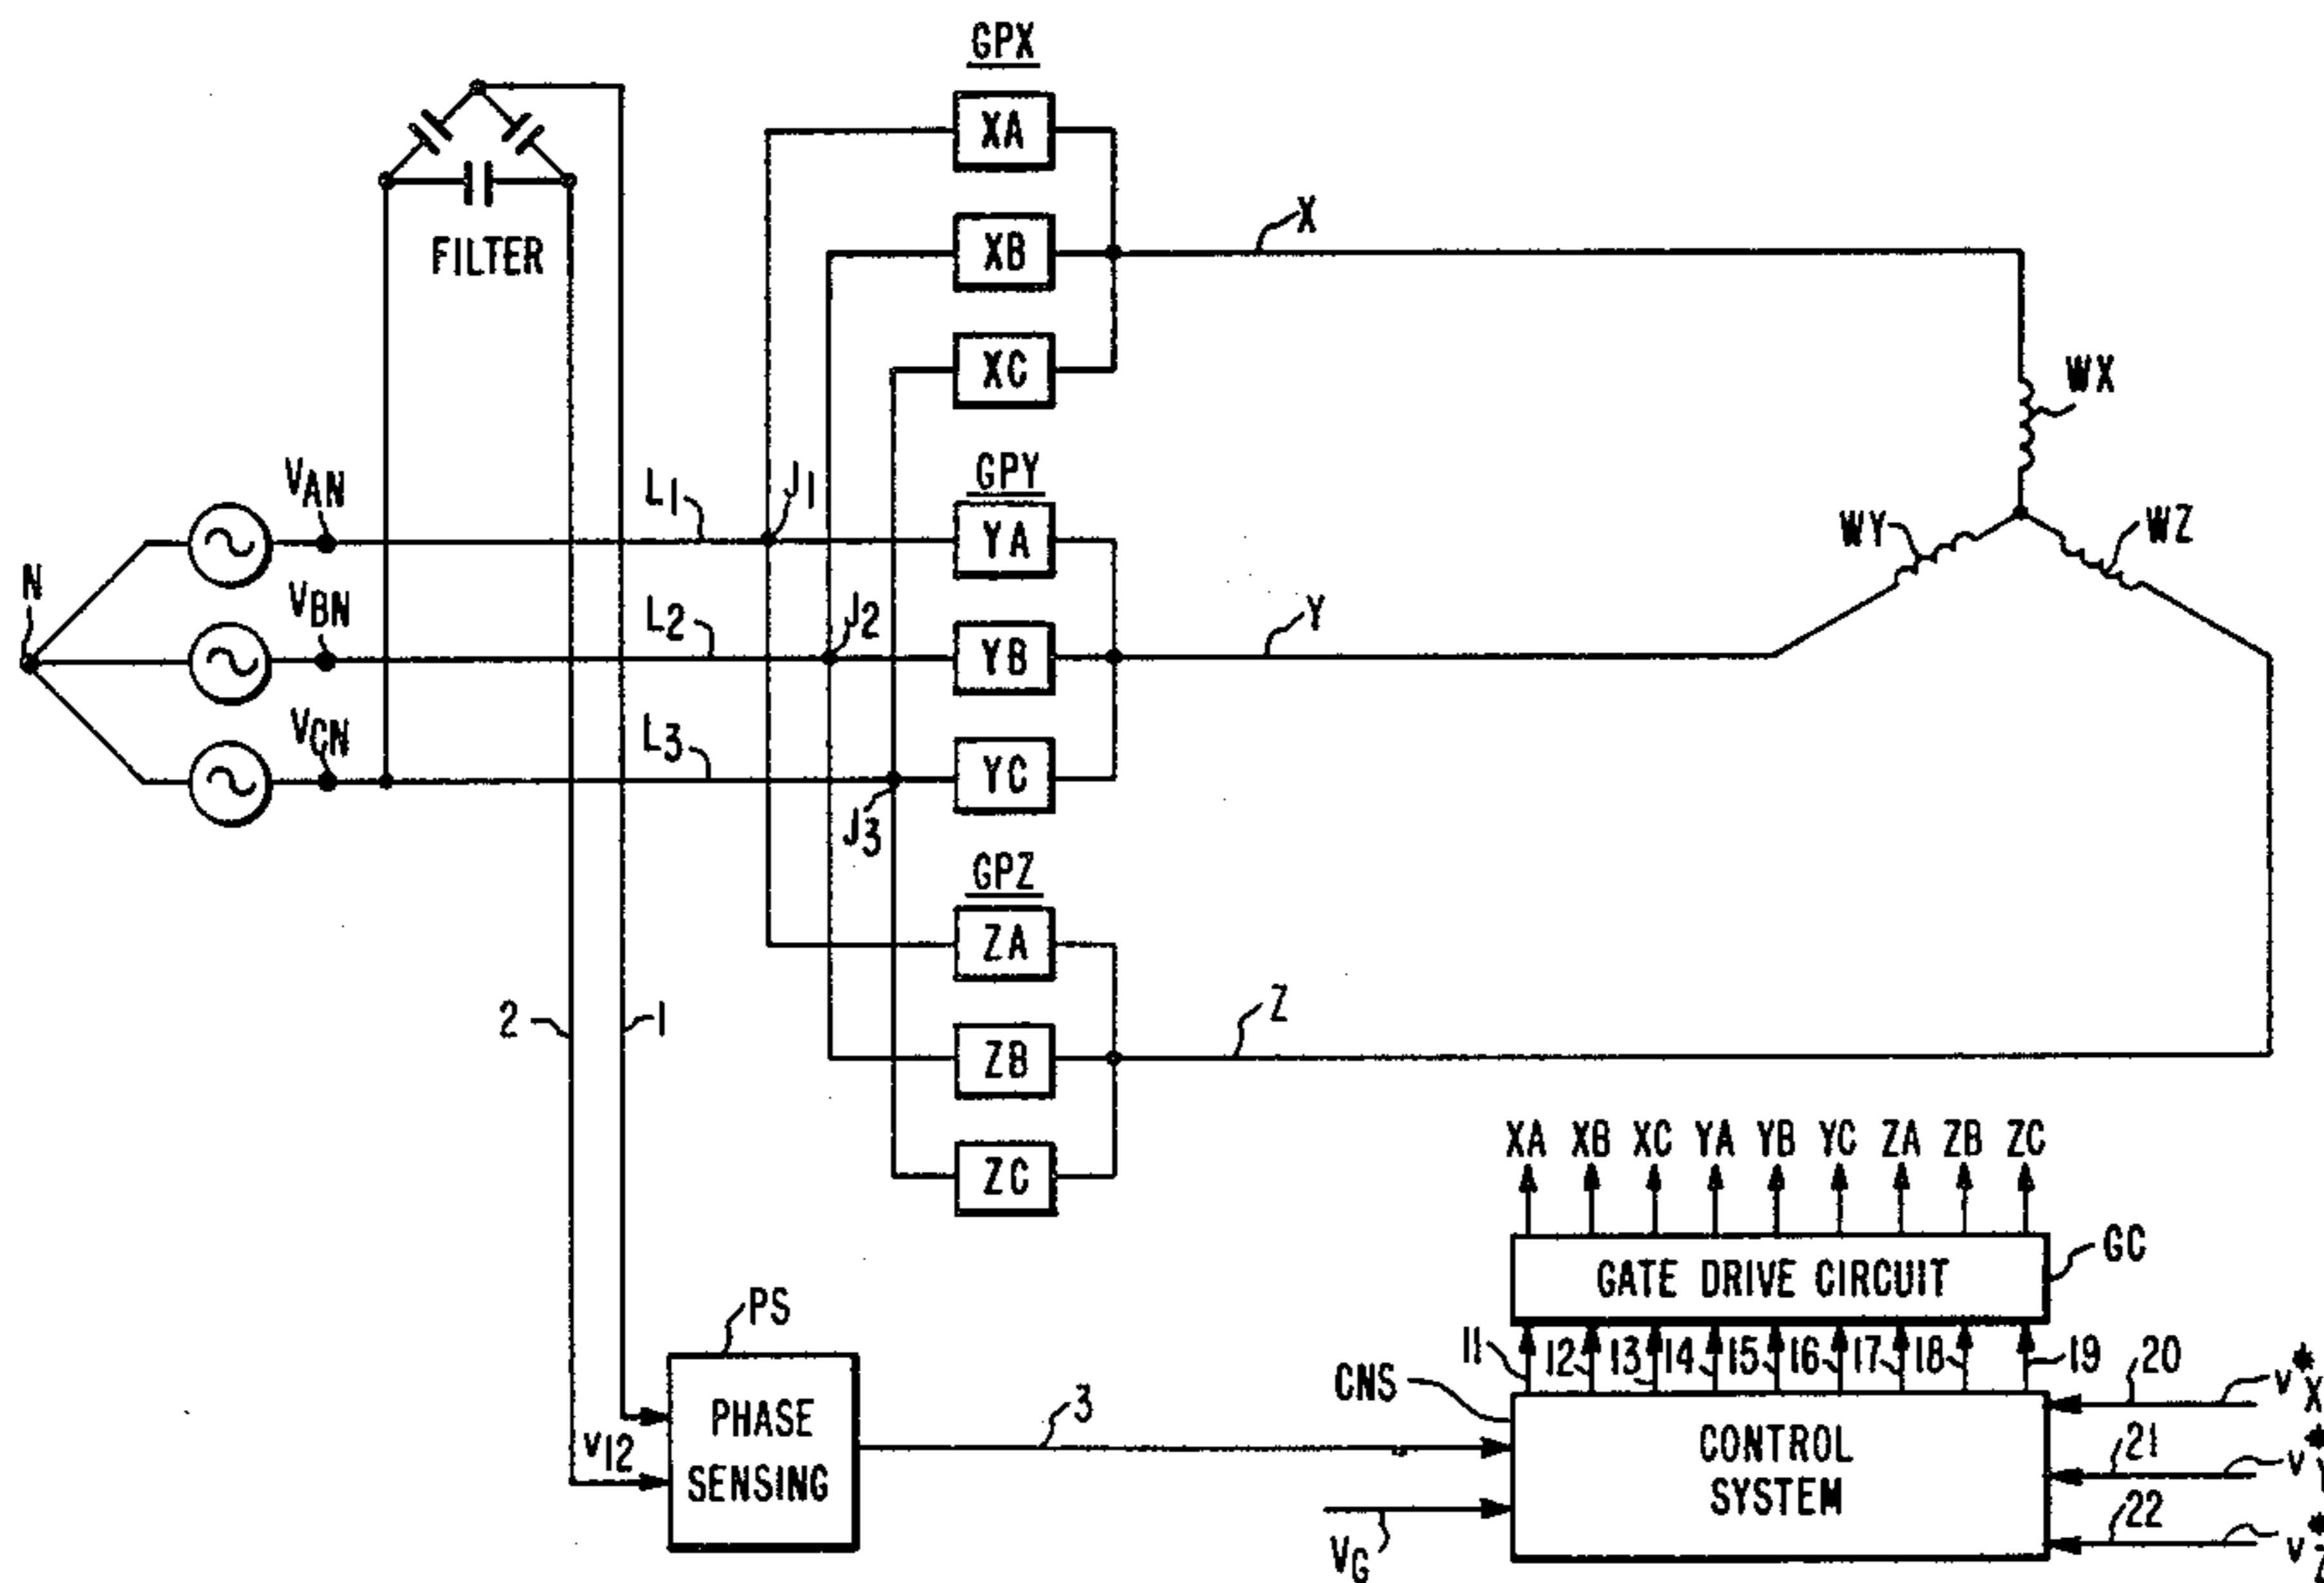 GPX
XA
XB
XC
X
FILTER
WX
GPY
VAN
L1
J1
YA
WY
WZ
N
VBN
L2
J2
YB
Y
VCN
L3
J3
YC
GPZ
ZA
2
1
Z
ZB
ZC
XA XB XC YA YB YC ZA ZB ZC
GATE DRIVE CIRCUIT
GC
PS
11 12 13 14 15 16 17 18 19
CNS
PHASE
SENSING
V12
3
CONTROL
SYSTEM
VG
20
V*X
21
V*
22
V*